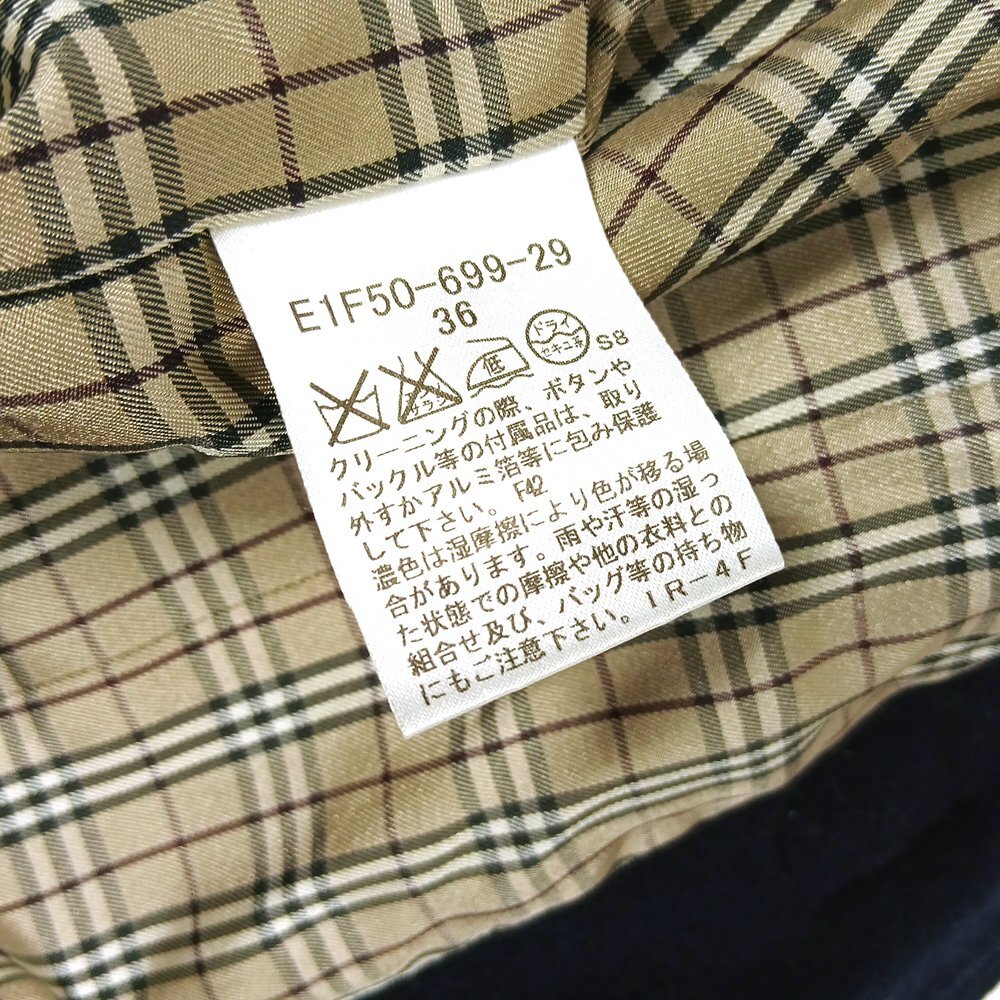 E1F50-699-29
36
サラシ 低 ドライ セキユ系 S8
クリーニングの際、ボタンや
バックル等の付属品は、取り
外すかアルミ箔等に包み保護
して下さい。 F42
濃色は湿摩擦により色が移る場
合があります。雨や汗等の湿っ
た状態での摩擦や他の衣料との
組合せ及び、バッグ等の持ち物
にもご注意下さい。 IR-4F